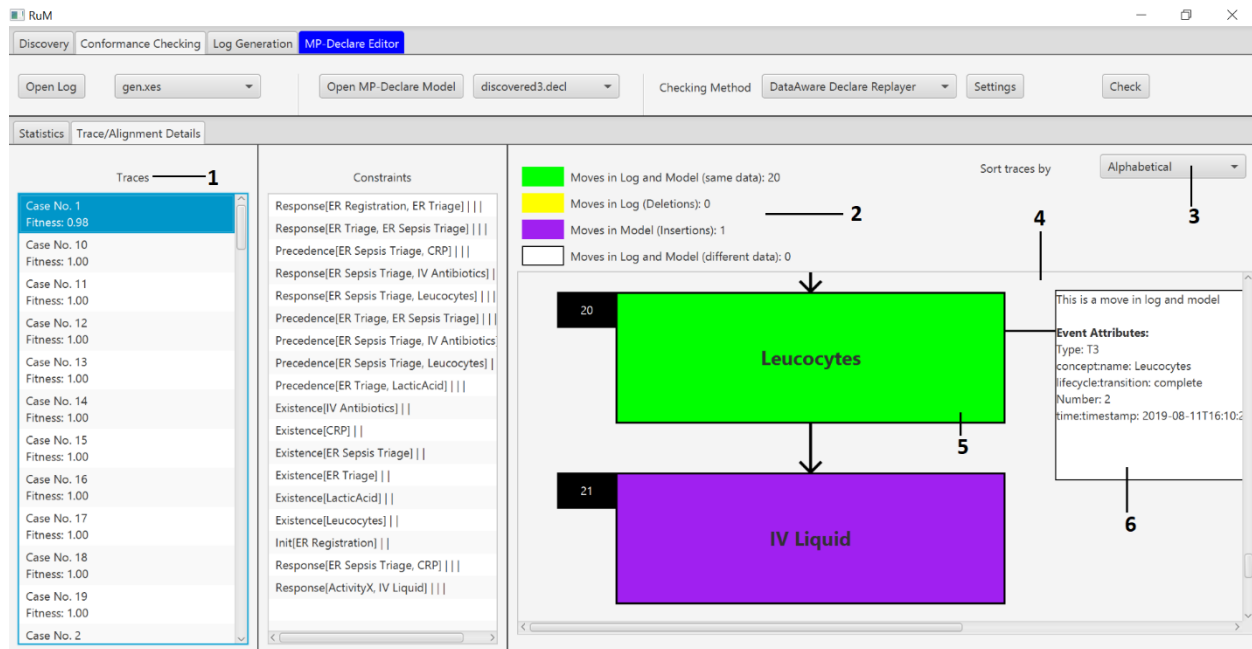 RuM
Discovery Conformance Checking Log Generation MP-Declare Editor
Open Log gen.xes Open MP-Declare Model discovered3.decl Checking Method DataAware Declare Replayer Settings Check
Statistics Trace/Alignment Details
Traces 1
Case No. 1
Fitness: 0.98
Case No. 10
Fitness: 1.00
Case No. 11
Fitness: 1.00
Case No. 12
Fitness: 1.00
Case No. 13
Fitness: 1.00
Case No. 14
Fitness: 1.00
Case No. 15
Fitness: 1.00
Case No. 16
Fitness: 1.00
Case No. 17
Fitness: 1.00
Case No. 18
Fitness: 1.00
Case No. 19
Fitness: 1.00
Case No. 2
Constraints
Response[ER Registration, ER Triage] | | |
Response[ER Triage, ER Sepsis Triage] | | |
Precedence[ER Sepsis Triage, CRP] | | |
Response[ER Sepsis Triage, IV Antibiotics] |
Response[ER Sepsis Triage, Leucocytes] | | |
Precedence[ER Triage, ER Sepsis Triage] | | |
Precedence[ER Sepsis Triage, IV Antibiotics
Precedence[ER Sepsis Triage, Leucocytes] |
Precedence[ER Triage, LacticAcid] | | |
Existence[IV Antibiotics] | |
Existence[CRP] | |
Existence[ER Sepsis Triage] | |
Existence[ER Triage] | |
Existence[LacticAcid] | |
Existence[Leucocytes] | |
Init[ER Registration] | |
Response[ER Sepsis Triage, CRP] | | |
Response[ActivityX, IV Liquid] | | |
Moves in Log and Model (same data): 20
Moves in Log (Deletions): 0
Moves in Model (Insertions): 1
Moves in Log and Model (different data): 0
2
Sort traces by Alphabetical
3
4
20
Leucocytes
5
21
IV Liquid
This is a move in log and model
Event Attributes:
Type: T3
concept:name: Leucocytes
lifecycle:transition: complete
Number: 2
time:timestamp: 2019-08-11T16:10:2
6